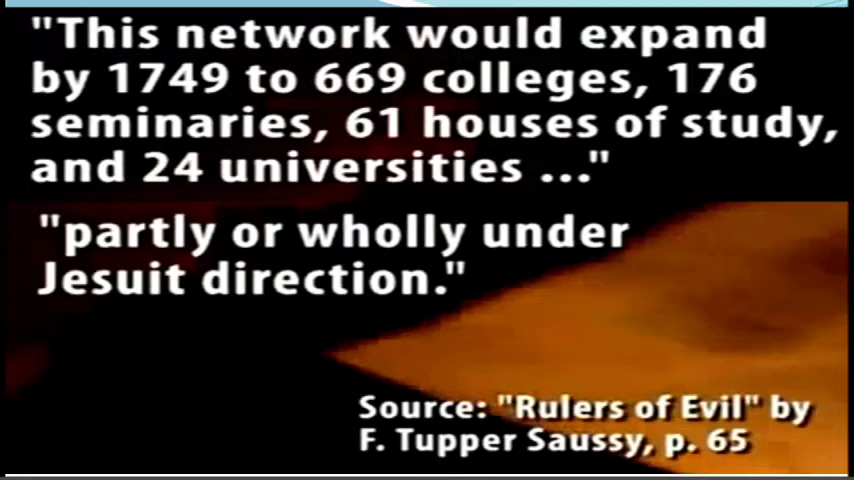 "This network would expand
by 1749 to 669 colleges, 176
seminaries, 61 houses of study,
and 24 universities ..."
"partly or wholly under
Jesuit direction."
Source: "Rulers of Evil" by
F. Tupper Saussy, p. 65